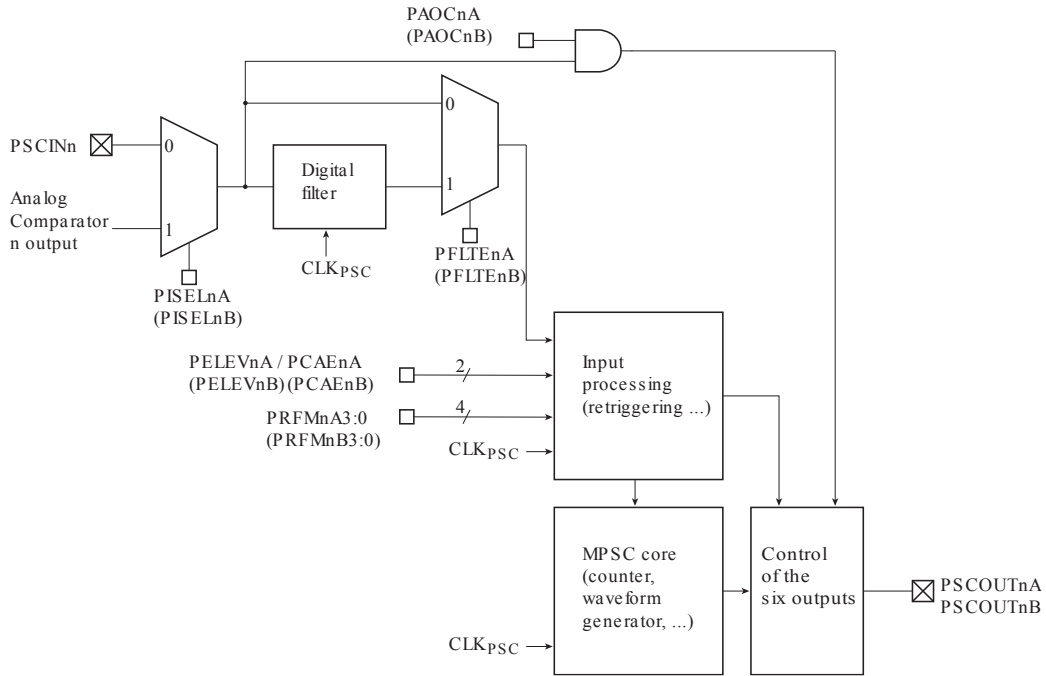 PAOCnA
(PAOCnB)
0
PSCINn
0
Digital
filter
1
Analog
Comparator
n output
1
PFLTEnA
(PFLTEnB)
CLKPSC
PISELnA
(PISELnB)
PELEVnA / PCAEnA
(PELEVnB) (PCAEnB)
2
Input
processing
(retriggering ...)
PRFMnA3:0
(PRFMnB3:0)
4
CLKPSC
MPSC core
(counter,
waveform
generator, ...)
Control
of the
six outputs
PSCOUTnA
PSCOUTnB
CLKPSC